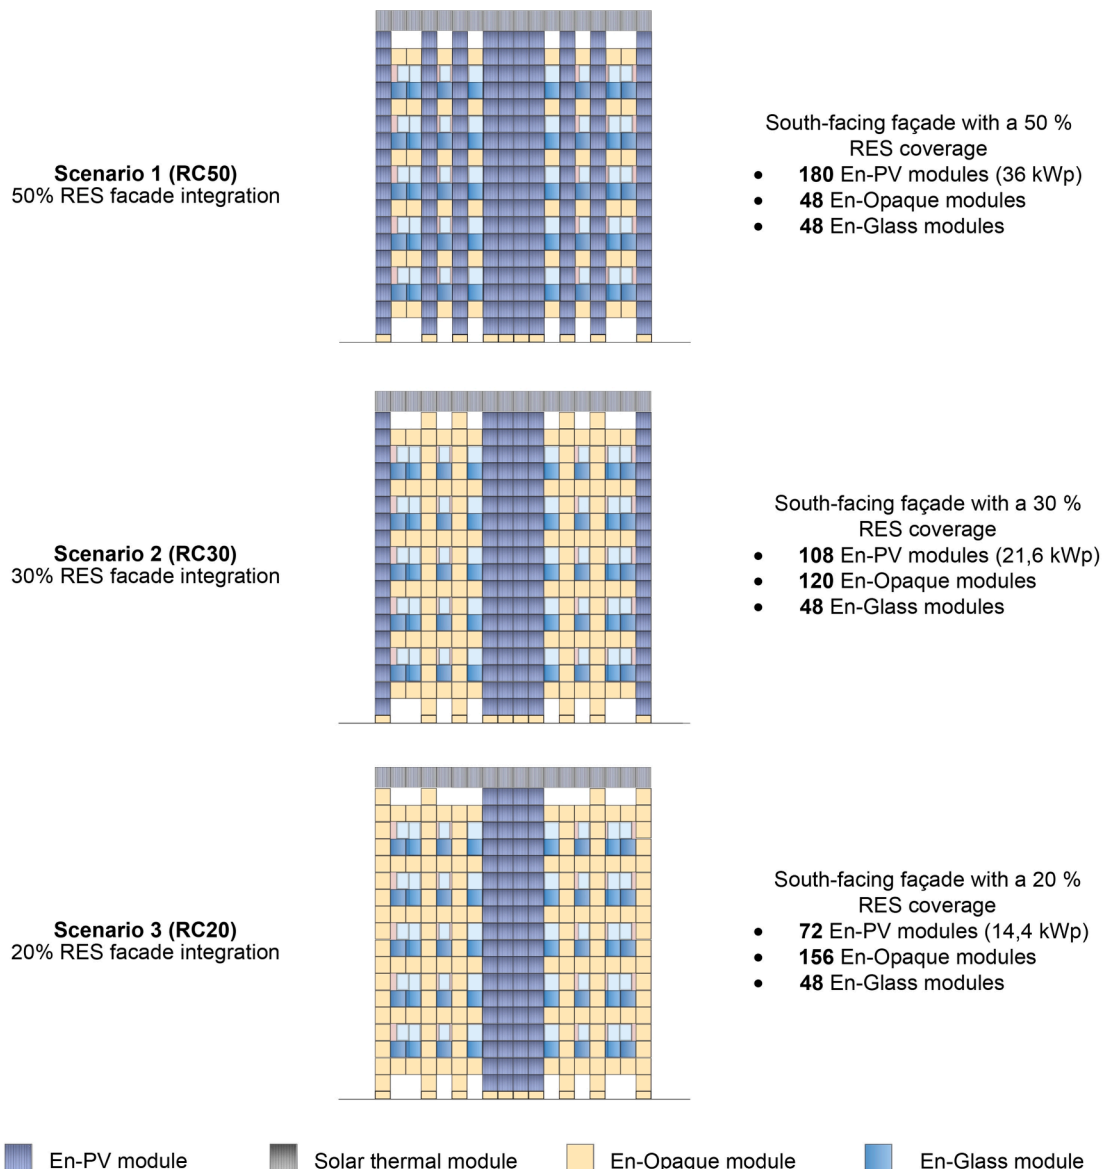 Scenario 1 (RC50)
50% RES facade integration
South-facing façade with a 50 %
RES coverage
• 180 En-PV modules (36 kWp)
• 48 En-Opaque modules
• 48 En-Glass modules
Scenario 2 (RC30)
30% RES facade integration
South-facing façade with a 30 %
RES coverage
• 108 En-PV modules (21,6 kWp)
• 120 En-Opaque modules
• 48 En-Glass modules
Scenario 3 (RC20)
20% RES facade integration
South-facing façade with a 20 %
RES coverage
• 72 En-PV modules (14,4 kWp)
• 156 En-Opaque modules
• 48 En-Glass modules
En-PV module
Solar thermal module
En-Opaque module
En-Glass module